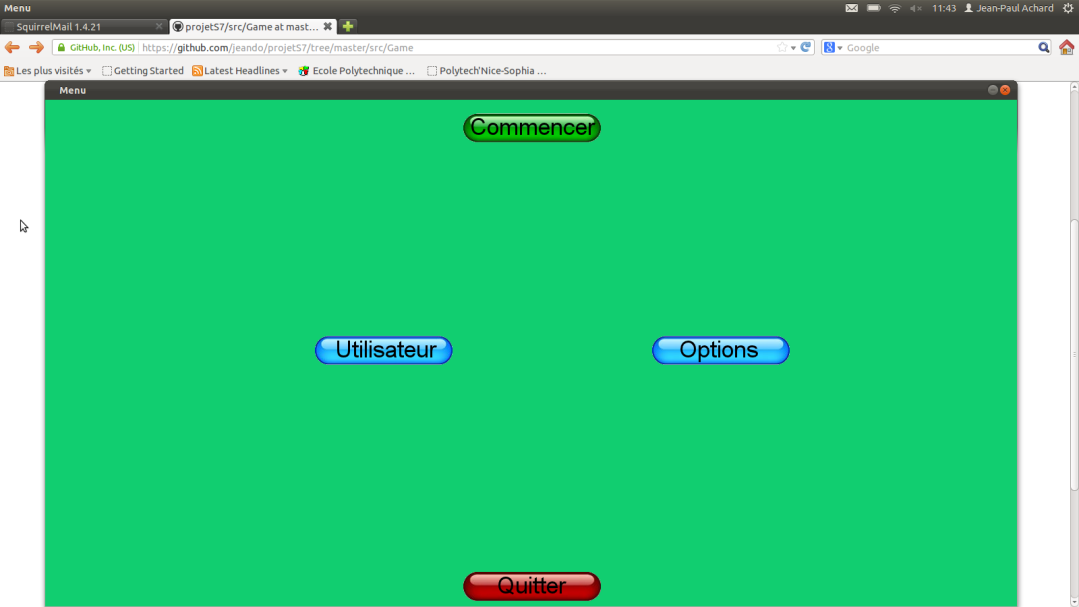 Menu
11:43 Jean-Paul Achard
SquirrelMail 1.4.21
projetS7/src/Game at mast...
GitHub, Inc. (US)
https://github.com/jeando/projetS7/tree/master/src/Game
Google
Les plus visités
Getting Started
Latest Headlines
Ecole Polytechnique ...
Polytech'Nice-Sophia ...
Menu
Commencer
Utilisateur
Options
Quitter